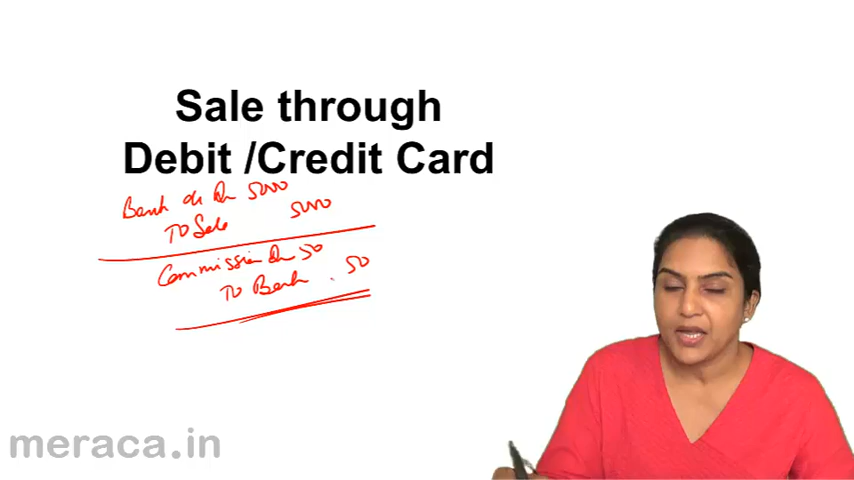 Sale through
Debit /Credit Card
Bank a/c Dr 5000
To Sale 5000
Commission Dr 50
To Bank . 50
meraca.in